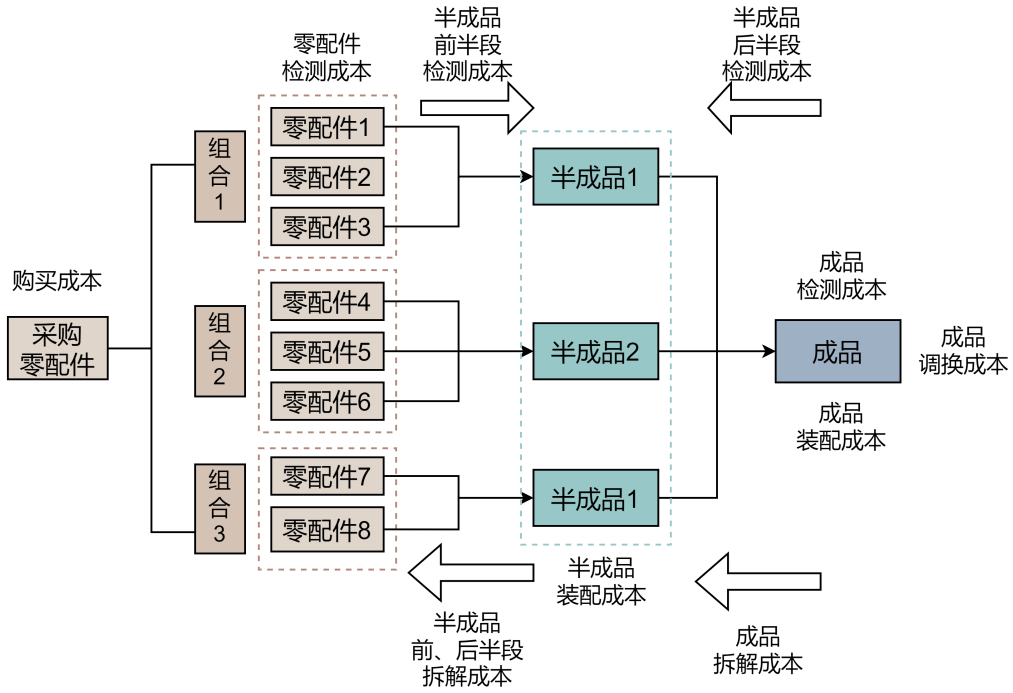 半成品
前半段
检测成本
半成品
后半段
检测成本
零配件
检测成本
零配件1
零配件2
零配件3
组
合
1
半成品1
购买成本
采购
零配件
组
合
2
零配件4
零配件5
零配件6
半成品2
成品
检测成本
成品
成品
调换成本
成品
装配成本
组
合
3
零配件7
零配件8
半成品1
半成品
装配成本
半成品
前、后半段
拆解成本
成品
拆解成本